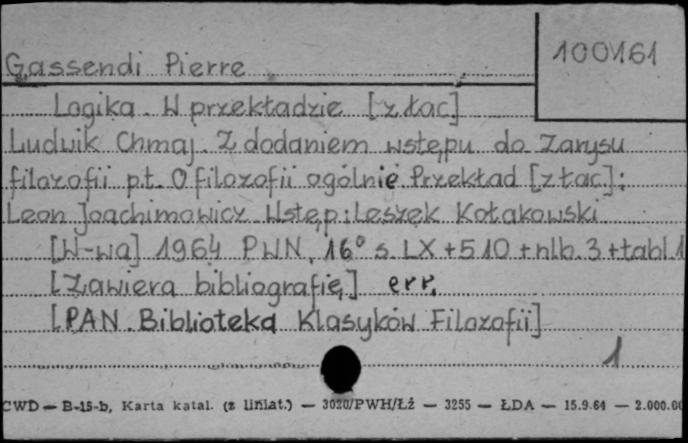 100161
Gassendi Pierre
Logika. W przekładzie [z łac]
Ludwik Chmaj. Z dodaniem wstępu do Zarysu
filozofii p.t. O filozofii ogólnie Przekład [z łac.]:
Leon Joachimowicz Wstęp: Leszek Kołakowski
[W-wa] 1964 PWN, 16° s. LX + 510 + nlb. 3 + tabl. 1
[Zawiera bibliografię] err.
[PAN. Biblioteka Klasyków Filozofii]
1
CWD — B-15-b, Karta katal. (z liniat.) — 3020/PWH/Łż — 3255 — ŁDA — 15.9.64 — 2.000.00